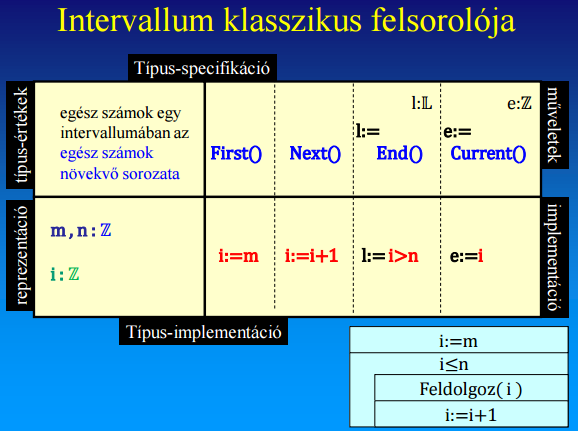 Intervallum klasszikus felsorolója
Típus-specifikáció
típus-értékek
egész számok egy
intervallumában az
egész számok
növekvő sorozata
First()
Next()
l:𝕃
l:=
End()
e:ℤ
e:=
Current()
műveletek
reprezentáció
m,n:ℤ
i:ℤ
i:=m
i:=i+1
l:=i>n
e:=i
implementáció
Típus-implementáció
i:=m
i≤n
Feldolgoz( i )
i:=i+1